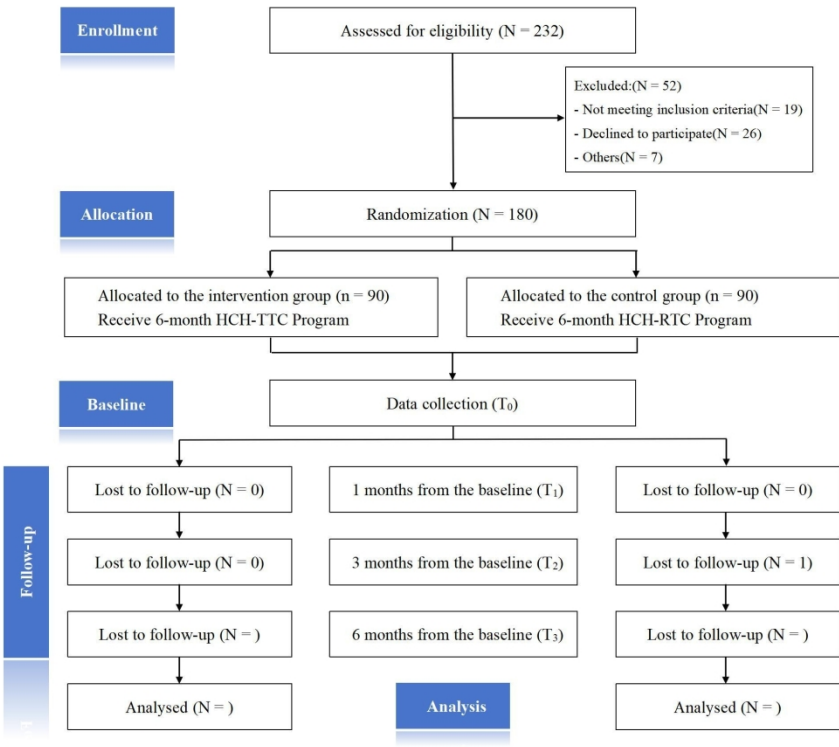 Enrollment
Assessed for eligibility (N = 232)
Excluded:(N = 52)
- Not meeting inclusion criteria(N = 19)
- Declined to participate(N = 26)
- Others(N = 7)
Allocation
Randomization (N = 180)
Allocated to the intervention group (n = 90)
Receive 6-month HCH-TTC Program
Allocated to the control group (n = 90)
Receive 6-month HCH-RTC Program
Baseline
Data collection (T₀)
Follow-up
Lost to follow-up (N = 0)
1 months from the baseline (T₁)
Lost to follow-up (N = 0)
Lost to follow-up (N = 0)
3 months from the baseline (T₂)
Lost to follow-up (N = 1)
Lost to follow-up (N = )
6 months from the baseline (T₃)
Lost to follow-up (N = )
Analysed (N = )
Analysis
Analysed (N = )